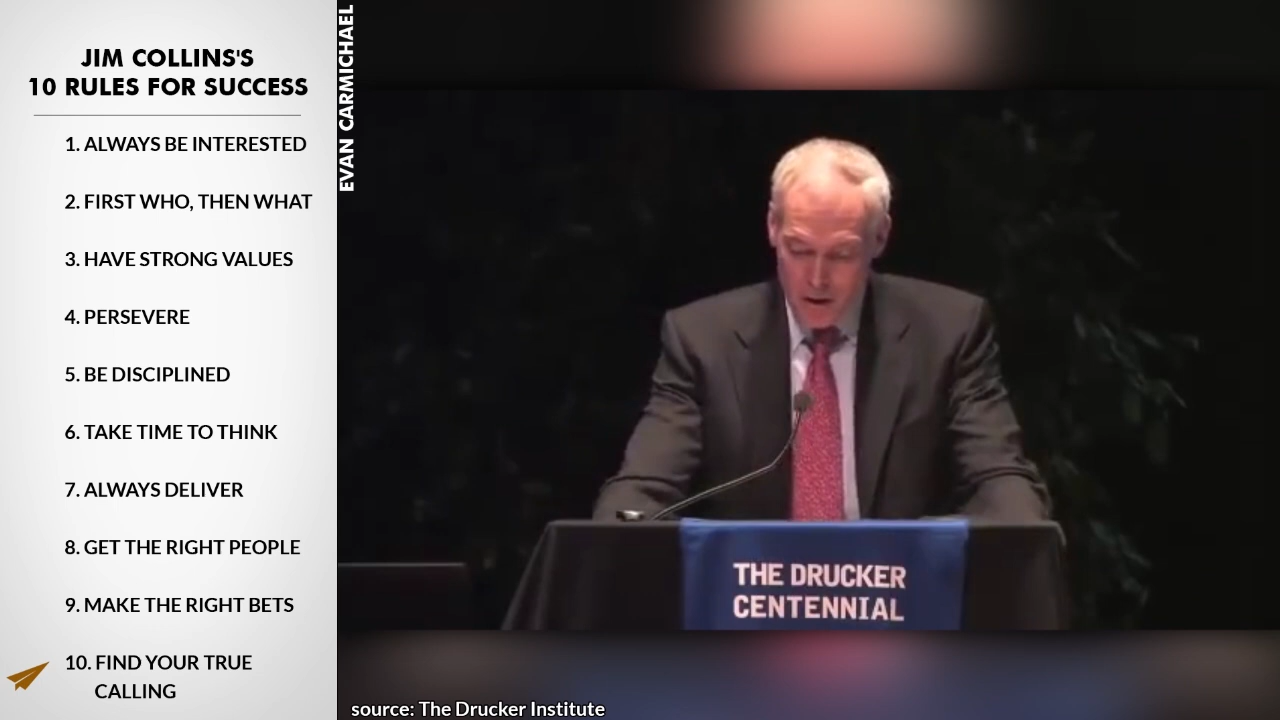 JIM COLLINS'S
10 RULES FOR SUCCESS
1. ALWAYS BE INTERESTED
2. FIRST WHO, THEN WHAT
3. HAVE STRONG VALUES
4. PERSEVERE
5. BE DISCIPLINED
6. TAKE TIME TO THINK
7. ALWAYS DELIVER
8. GET THE RIGHT PEOPLE
9. MAKE THE RIGHT BETS
10. FIND YOUR TRUE
CALLING
EVAN CARMICHAEL
THE DRUCKER
CENTENNIAL
source: The Drucker Institute